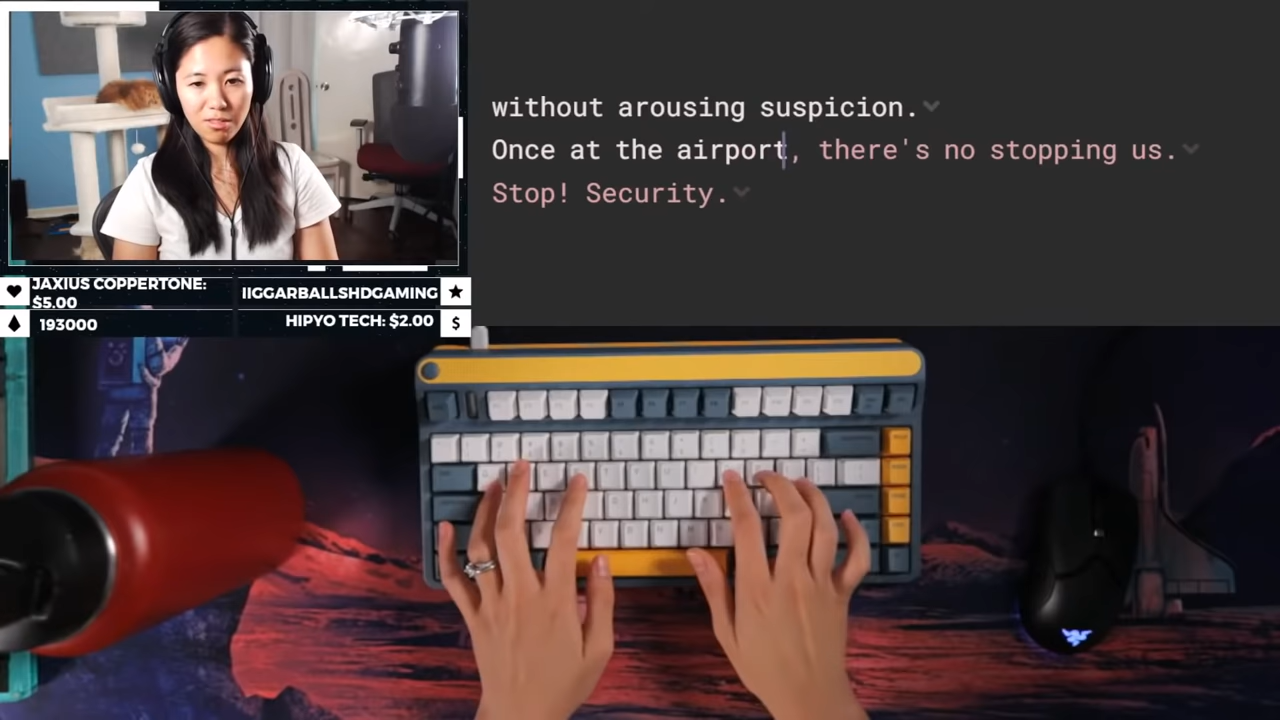 without arousing suspicion.
Once at the airport, there's no stopping us.
Stop! Security.
JAXIUS COPPERTONE:
$5.00
IIGGARBALLSHDGAMING
193000
HIPYO TECH: $2.00
$